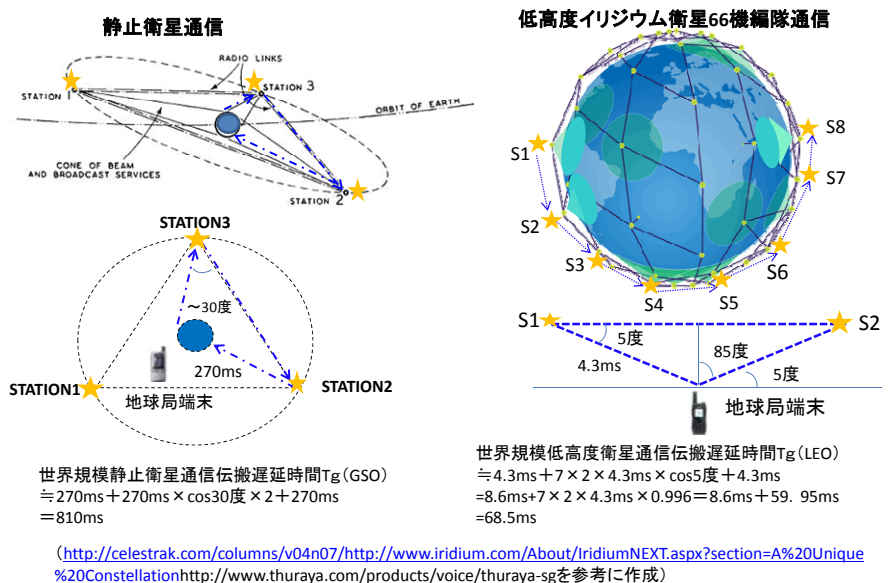 静止衛星通信
RADIO LINKS
STATION 1
STATION 3
ORBIT OF EARTH
CONE OF BEAM
AND BROADCAST SERVICES
STATION 2
STATION3
～30度
270ms
STATION1
STATION2
地球局端末
世界規模静止衛星通信伝搬遅延時間Tg(GSO)
≒270ms＋270ms×cos30度×2＋270ms
＝810ms
低高度イリジウム衛星66機編隊通信
S1
S2
S3
S4
S5
S6
S7
S8
S1
S2
5度
85度
4.3ms
5度
地球局端末
世界規模低高度衛星通信伝搬遅延時間Tg(LEO)
≒4.3ms＋7×2×4.3ms×cos5度＋4.3ms
=8.6ms+7×2×4.3ms×0.996＝8.6ms＋59. 95ms
=68.5ms
（http://celestrak.com/columns/v04n07/http://www.iridium.com/About/IridiumNEXT.aspx?section=A%20Unique
%20Constellationhttp://www.thuraya.com/products/voice/thuraya-sgを参考に作成）